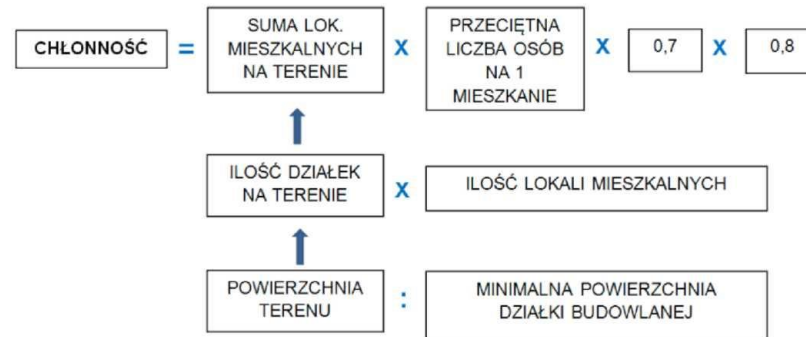 CHŁONNOŚĆ = SUMA LOK. MIESZKALNYCH NA TERENIE X PRZECIĘTNA LICZBA OSÓB NA 1 MIESZKANIE X 0,7 X 0,8
ILOŚĆ DZIAŁEK NA TERENIE X ILOŚĆ LOKALI MIESZKALNYCH
POWIERZCHNIA TERENU : MINIMALNA POWIERZCHNIA DZIAŁKI BUDOWLANEJ